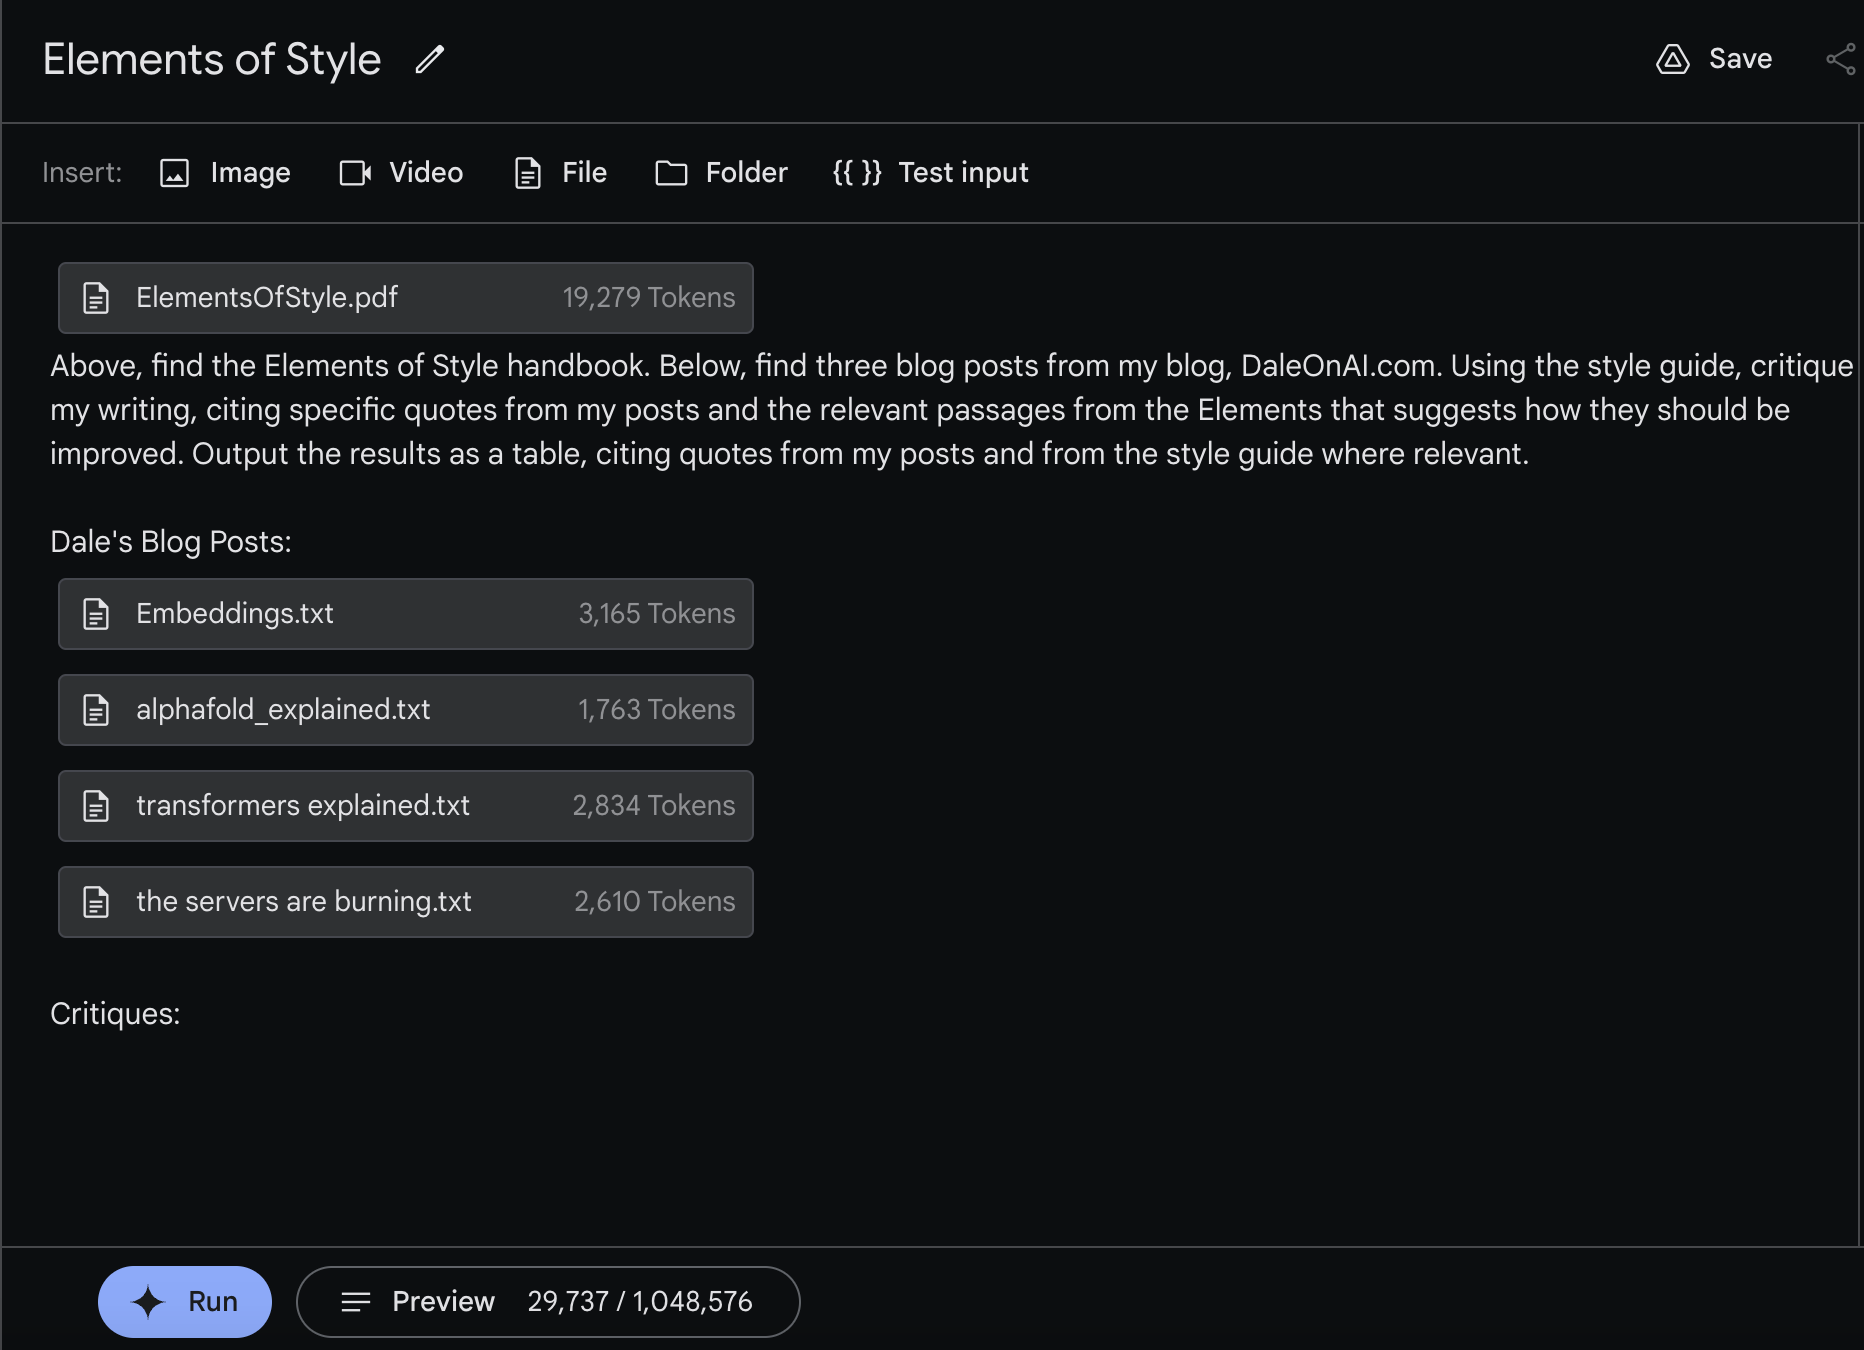 Elements of Style
Save
Insert: Image Video File Folder {{ }} Test input
ElementsOfStyle.pdf 19,279 Tokens
Above, find the Elements of Style handbook. Below, find three blog posts from my blog, DaleOnAI.com. Using the style guide, critique
my writing, citing specific quotes from my posts and the relevant passages from the Elements that suggests how they should be
improved. Output the results as a table, citing quotes from my posts and from the style guide where relevant.
Dale's Blog Posts:
Embeddings.txt 3,165 Tokens
alphafold_explained.txt 1,763 Tokens
transformers explained.txt 2,834 Tokens
the servers are burning.txt 2,610 Tokens
Critiques:
Run Preview 29,737 / 1,048,576